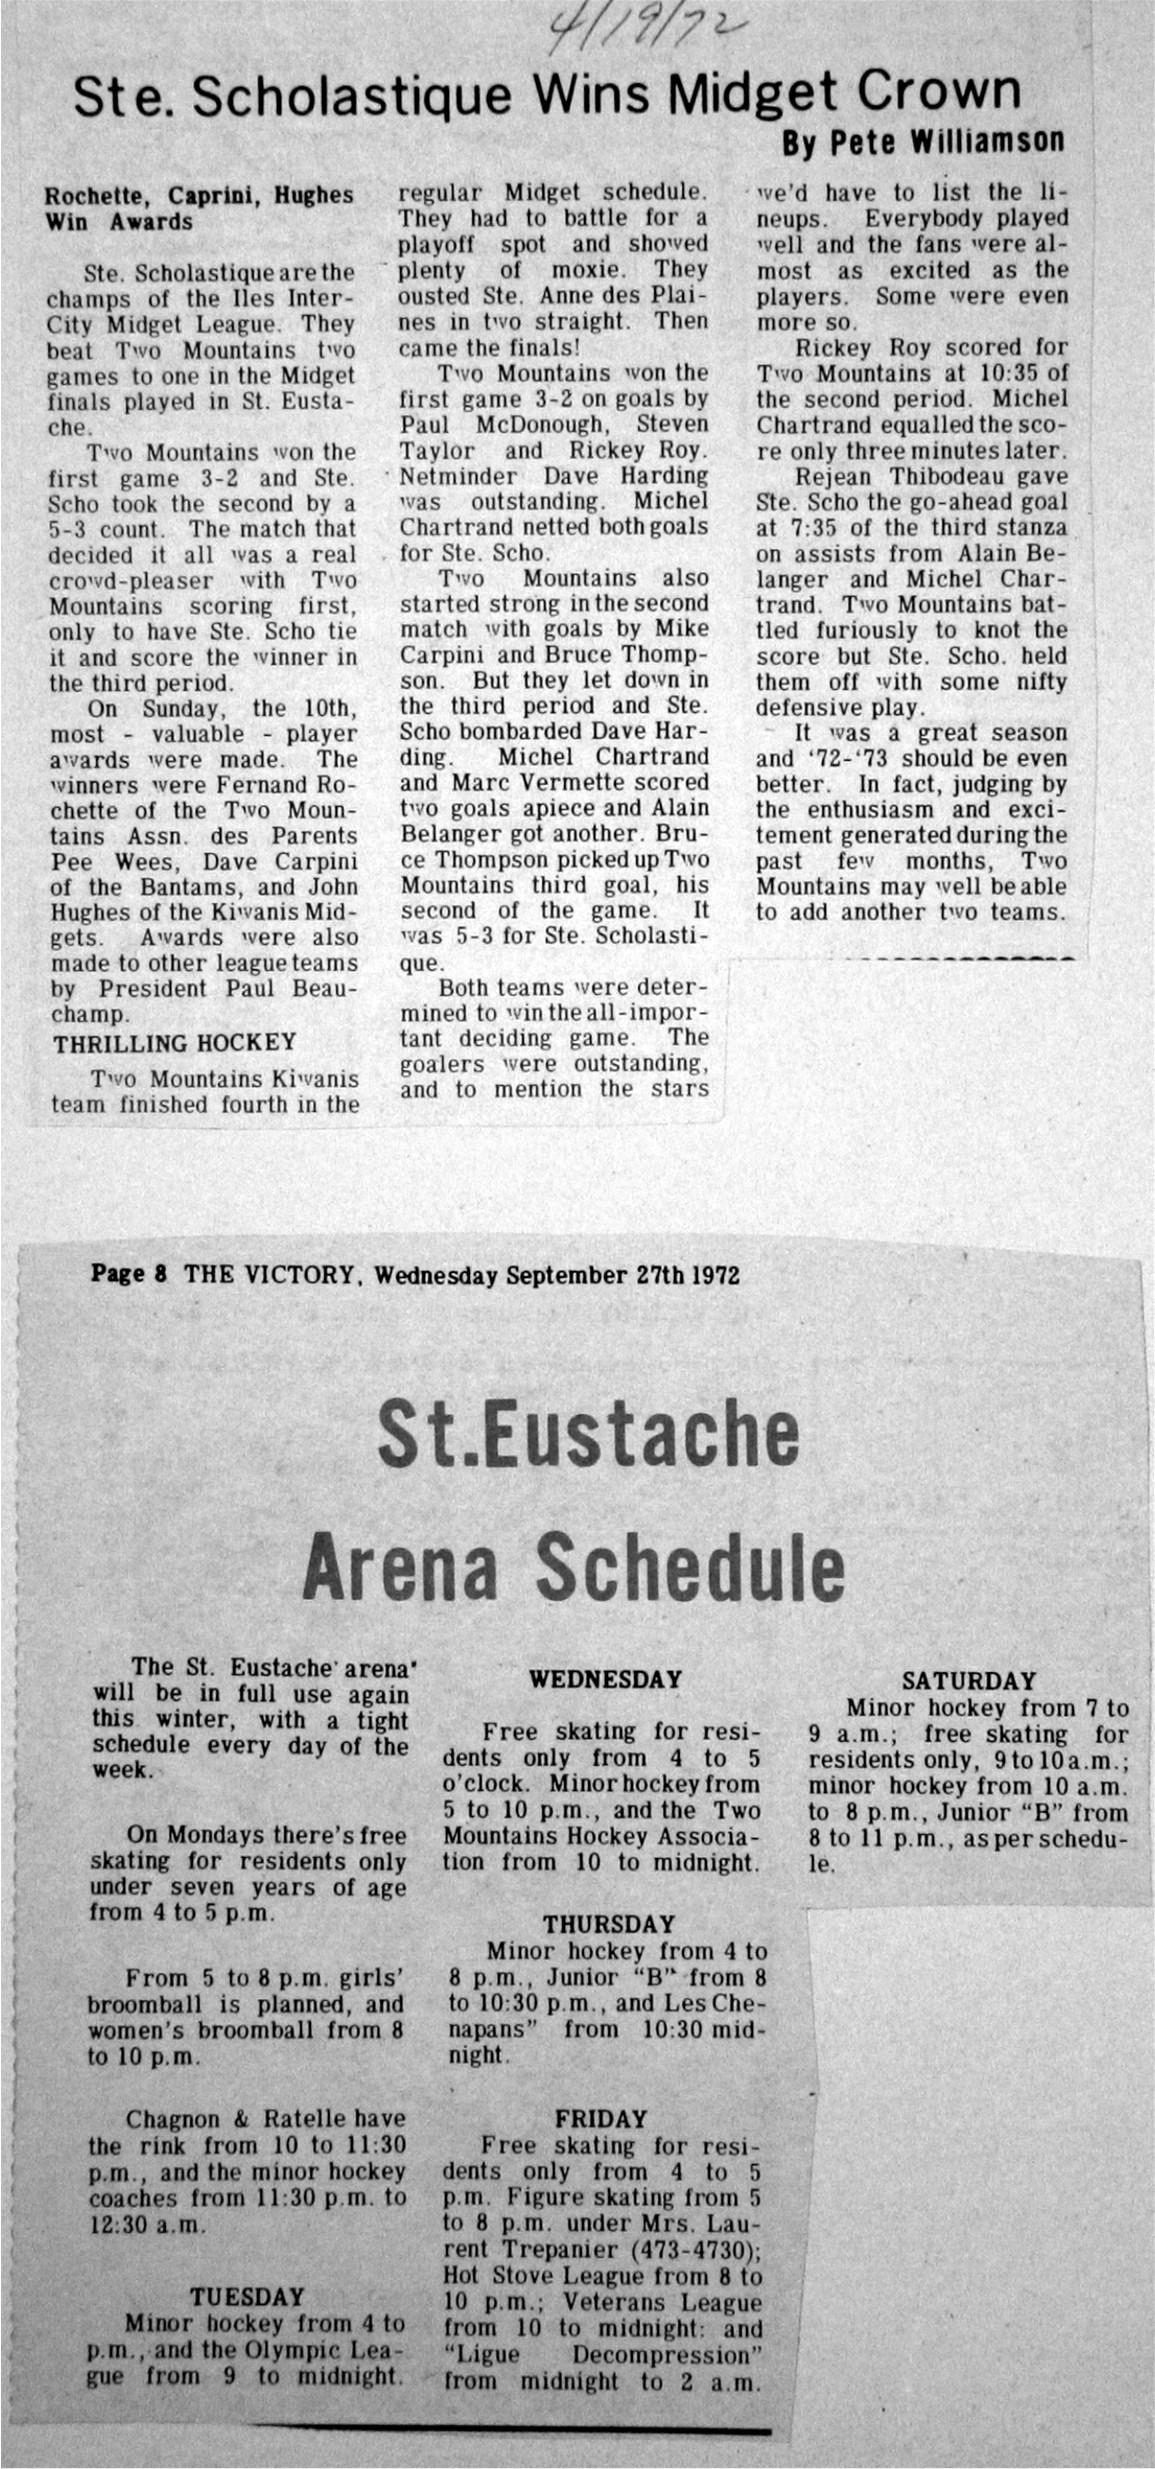 4/19/72
Ste. Scholastique Wins Midget Crown
By Pete Williamson
Rochette, Caprini, Hughes
Win Awards
Ste. Scholastique are the
champs of the Iles Inter-
City Midget League. They
beat Two Mountains two
games to one in the Midget
finals played in St. Eusta-
che.
Two Mountains won the
first game 3-2 and Ste.
Scho took the second by a
5-3 count. The match that
decided it all was a real
crowd-pleaser with Two
Mountains scoring first,
only to have Ste. Scho tie
it and score the winner in
the third period.
On Sunday, the 10th,
most - valuable - player
awards were made. The
winners were Fernand Ro-
chette of the Two Moun-
tains Assn. des Parents
Pee Wees, Dave Carpini
of the Bantams, and John
Hughes of the Kiwanis Mid-
gets. Awards were also
made to other league teams
by President Paul Beau-
champ.
THRILLING HOCKEY
Two Mountains Kiwanis
team finished fourth in the
regular Midget schedule.
They had to battle for a
playoff spot and showed
plenty of moxie. They
ousted Ste. Anne des Plai-
nes in two straight. Then
came the finals!
Two Mountains won the
first game 3-2 on goals by
Paul McDonough, Steven
Taylor and Rickey Roy.
Netminder Dave Harding
was outstanding. Michel
Chartrand netted both goals
for Ste. Scho.
Two Mountains also
started strong in the second
match with goals by Mike
Carpini and Bruce Thomp-
son. But they let down in
the third period and Ste.
Scho bombarded Dave Har-
ding. Michel Chartrand
and Marc Vermette scored
two goals apiece and Alain
Belanger got another. Bru-
ce Thompson picked up Two
Mountains third goal, his
second of the game. It
was 5-3 for Ste. Scholasti-
que.
Both teams were deter-
mined to win the all-impor-
tant deciding game. The
goalers were outstanding,
and to mention the stars
we'd have to list the li-
neups. Everybody played
well and the fans were al-
most as excited as the
players. Some were even
more so.
Rickey Roy scored for
Two Mountains at 10:35 of
the second period. Michel
Chartrand equalled the sco-
re only three minutes later.
Rejean Thibodeau gave
Ste. Scho the go-ahead goal
at 7:35 of the third stanza
on assists from Alain Be-
langer and Michel Char-
trand. Two Mountains bat-
tled furiously to knot the
score but Ste. Scho. held
them off with some nifty
defensive play.
It was a great season
and '72-'73 should be even
better. In fact, judging by
the enthusiasm and exci-
tement generated during the
past few months, Two
Mountains may well be able
to add another two teams.
Page 8 THE VICTORY, Wednesday September 27th 1972
St.Eustache
Arena Schedule
The St. Eustache arena
will be in full use again
this winter, with a tight
schedule every day of the
week.
On Mondays there's free
skating for residents only
under seven years of age
from 4 to 5 p.m.
From 5 to 8 p.m. girls'
broomball is planned, and
women's broomball from 8
to 10 p.m.
Chagnon & Ratelle have
the rink from 10 to 11:30
p.m., and the minor hockey
coaches from 11:30 p.m. to
12:30 a.m.
TUESDAY
Minor hockey from 4 to
p.m., and the Olympic Lea-
gue from 9 to midnight.
WEDNESDAY
Free skating for resi-
dents only from 4 to 5
o'clock. Minor hockey from
5 to 10 p.m., and the Two
Mountains Hockey Associa-
tion from 10 to midnight.
THURSDAY
Minor hockey from 4 to
8 p.m., Junior "B" from 8
to 10:30 p.m., and Les Che-
napans" from 10:30 mid-
night.
FRIDAY
Free skating for resi-
dents only from 4 to 5
p.m. Figure skating from 5
to 8 p.m. under Mrs. Lau-
rent Trepanier (473-4730);
Hot Stove League from 8 to
10 p.m.; Veterans League
from 10 to midnight: and
"Ligue Decompression"
from midnight to 2 a.m.
SATURDAY
Minor hockey from 7 to
9 a.m.; free skating for
residents only, 9 to 10 a.m.;
minor hockey from 10 a.m.
to 8 p.m., Junior "B" from
8 to 11 p.m., as per schedu-
le.